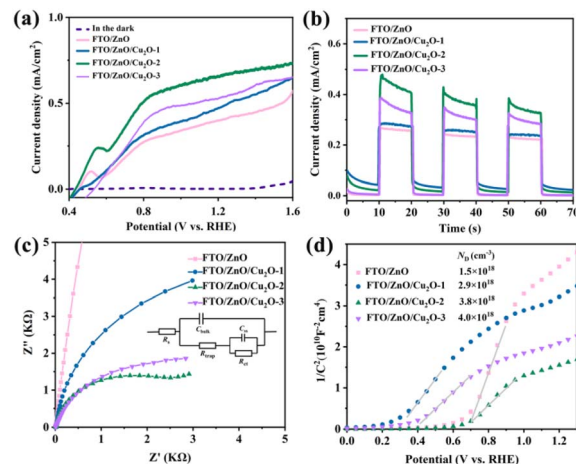 (a)
In the dark
FTO/ZnO
FTO/ZnO/Cu₂O-1
FTO/ZnO/Cu₂O-2
FTO/ZnO/Cu₂O-3
Current density (mA/cm²)
1.0
0.5
0.0
0.4 0.8 1.2 1.6
Potential (V vs. RHE)
(b)
FTO/ZnO
FTO/ZnO/Cu₂O-1
FTO/ZnO/Cu₂O-2
FTO/ZnO/Cu₂O-3
Current density (mA/cm²)
0.6
0.4
0.2
0.0
0 10 20 30 40 50 60 70
Time (s)
(c)
FTO/ZnO
FTO/ZnO/Cu₂O-1
FTO/ZnO/Cu₂O-2
FTO/ZnO/Cu₂O-3
Rs
Cbulk
Rtrap
Css
Rct
Z'' (KΩ)
5
4
3
2
1
0
0 1 2 3 4 5
Z' (KΩ)
(d)
ND (cm⁻³)
FTO/ZnO 1.5×10¹⁸
FTO/ZnO/Cu₂O-1 2.9×10¹⁸
FTO/ZnO/Cu₂O-2 3.8×10¹⁸
FTO/ZnO/Cu₂O-3 4.0×10¹⁸
1/C²(10¹⁰F⁻²cm⁴)
4
3
2
1
0
0.0 0.2 0.4 0.6 0.8 1.0 1.2
Potential (V vs. RHE)